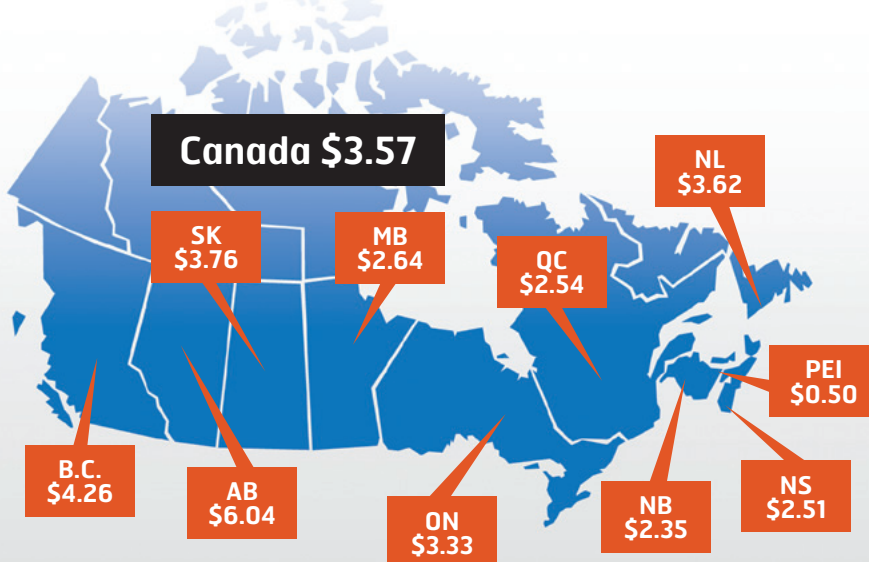 Canada $3.57
NL
$3.62
SK
$3.76
MB
$2.64
QC
$2.54
PEI
$0.50
B.C.
$4.26
AB
$6.04
ON
$3.33
NB
$2.35
NS
$2.51